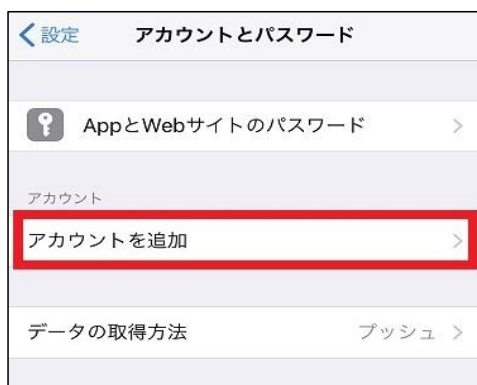 設定 アカウントとパスワード
AppとWebサイトのパスワード
アカウント
アカウントを追加
データの取得方法 プッシュ